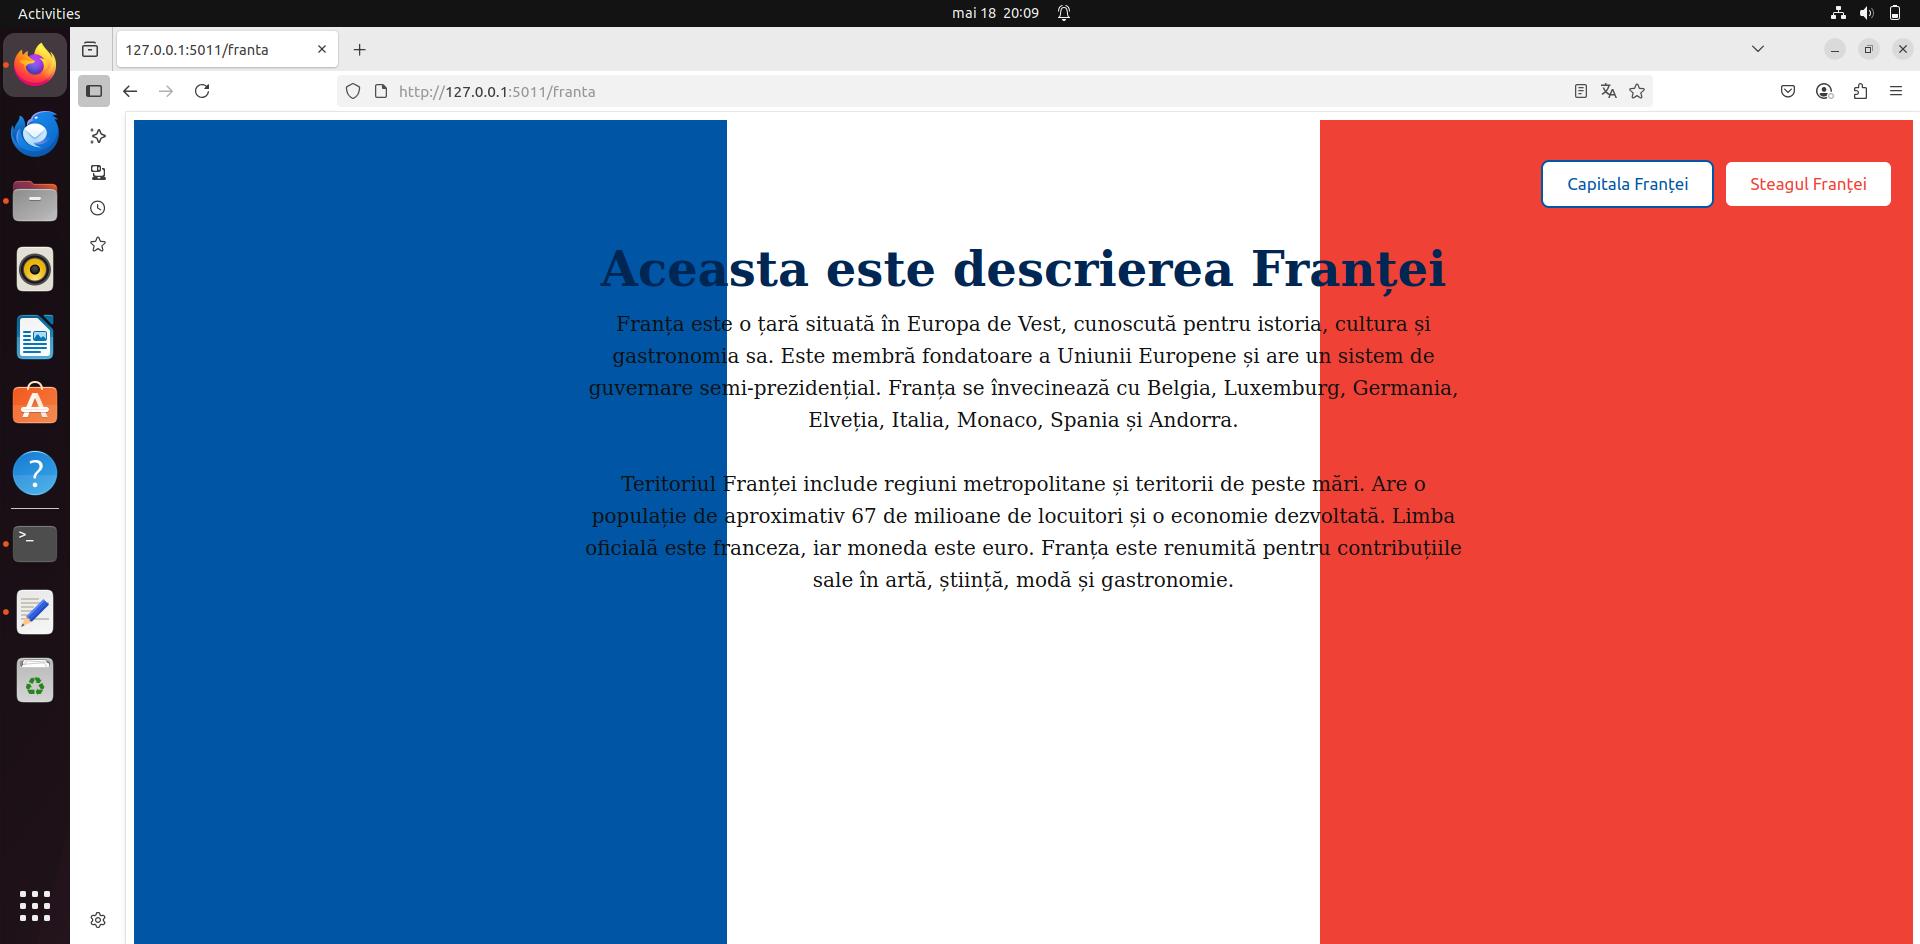 Activities
mai 18 20:09
127.0.0.1:5011/franta
http://127.0.0.1:5011/franta
Capitala Franței
Steagul Franței
Aceasta este descrierea Franței
Franța este o țară situată în Europa de Vest, cunoscută pentru istoria, cultura și
gastronomia sa. Este membră fondatoare a Uniunii Europene și are un sistem de
guvernare semi-prezidențial. Franța se învecinează cu Belgia, Luxemburg, Germania,
Elveția, Italia, Monaco, Spania și Andorra.
Teritoriul Franței include regiuni metropolitane și teritorii de peste mări. Are o
populație de aproximativ 67 de milioane de locuitori și o economie dezvoltată. Limba
oficială este franceza, iar moneda este euro. Franța este renumită pentru contribuțiile
sale în artă, știință, modă și gastronomie.